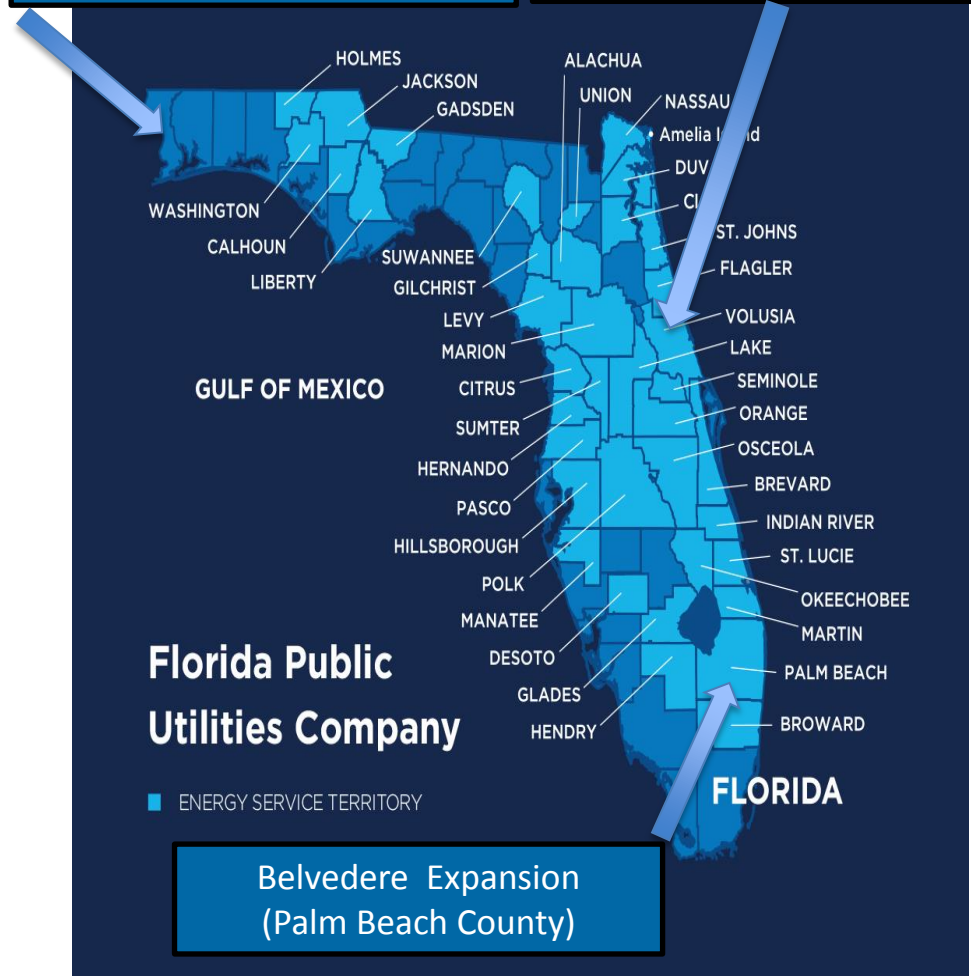 HOLMES
JACKSON
GADSDEN
ALACHUA
UNION
NASSAU
• Amelia
DUV
ST. JOHNS
FLAGLER
WASHINGTON
CALHOUN
LIBERTY
SUWANNEE
GILCHRIST
LEVY
MARION
CITRUS
SUMTER
HERNANDO
PASCO
HILLSBOROUGH
POLK
MANATEE
DESOTO
GLADES
HENDRY
VOLUSIA
LAKE
SEMINOLE
ORANGE
OSCEOLA
BREVARD
INDIAN RIVER
ST. LUCIE
OKEECHOBEE
MARTIN
PALM BEACH
BROWARD
GULF OF MEXICO
Florida Public
Utilities Company
ENERGY SERVICE TERRITORY
FLORIDA
Belvedere Expansion
(Palm Beach County)